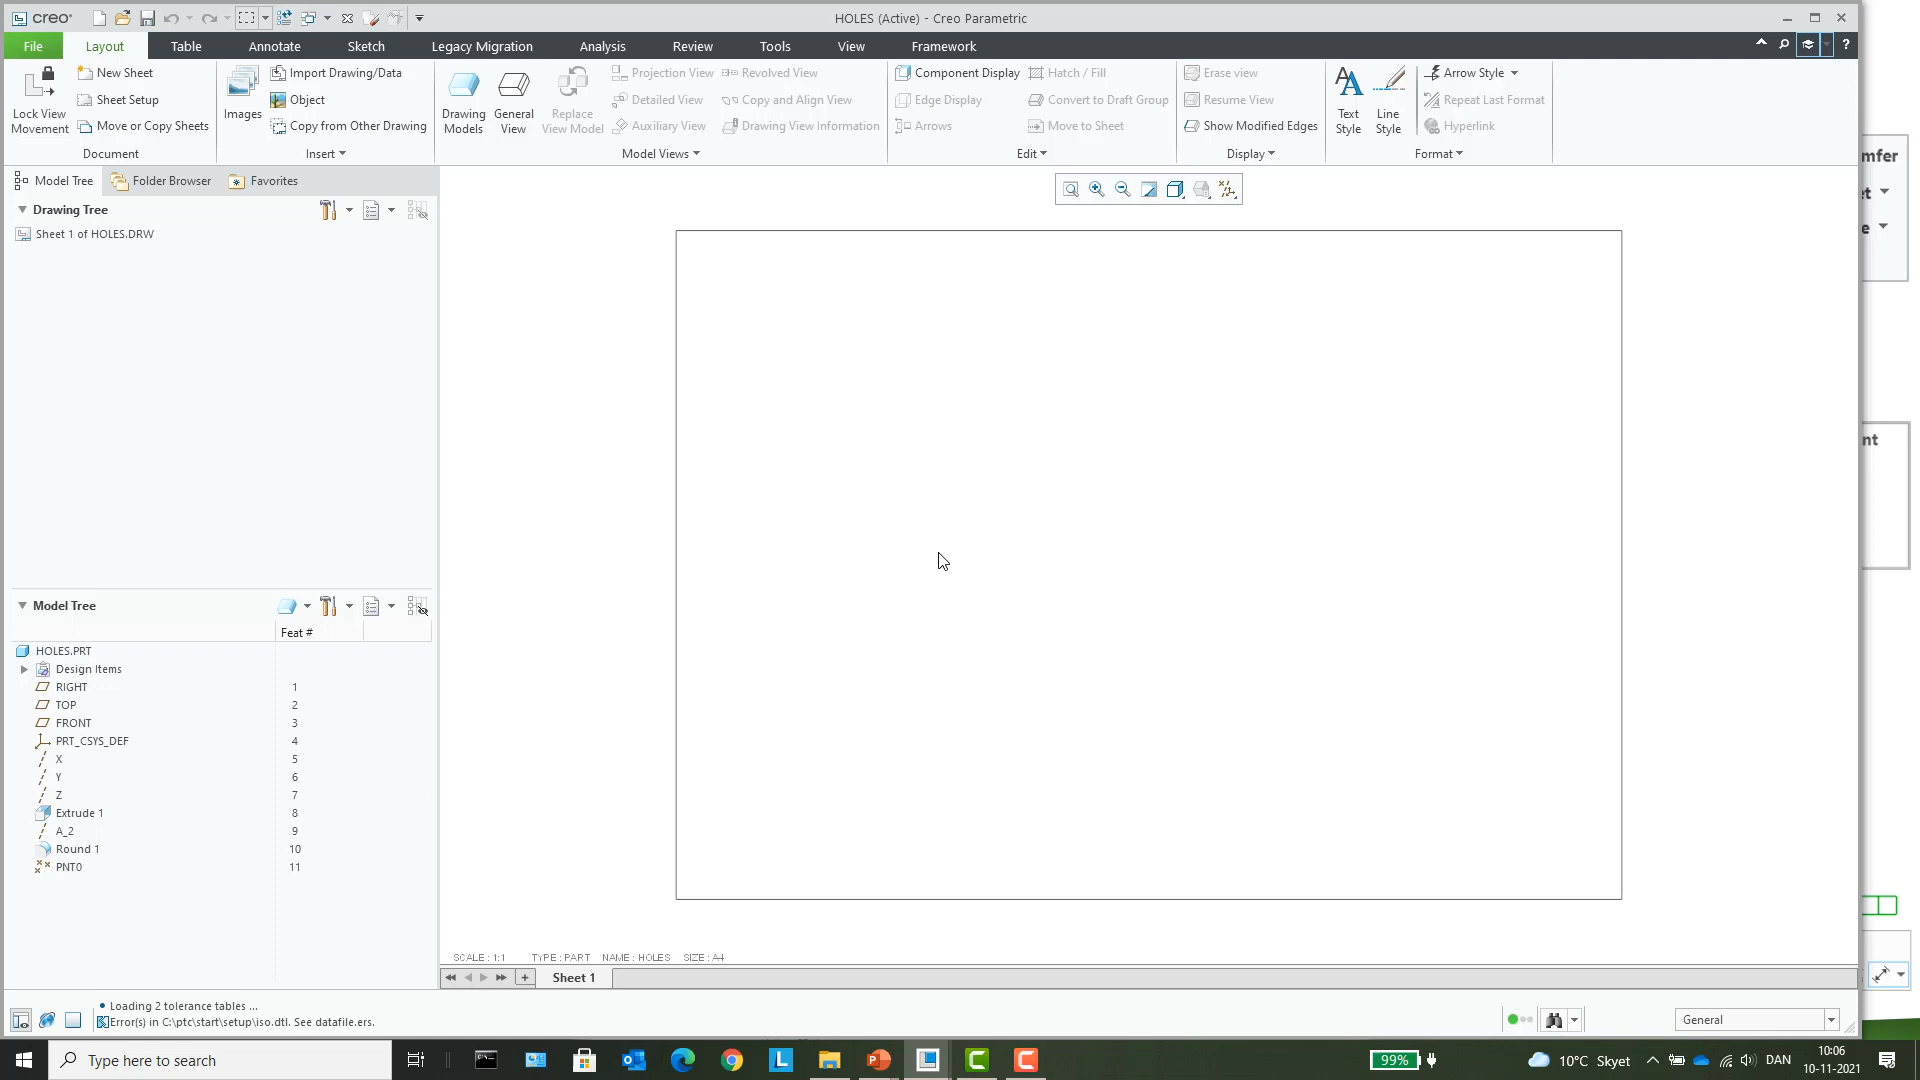 creo
HOLES (Active) - Creo Parametric
File
Layout
Table
Annotate
Sketch
Legacy Migration
Analysis
Review
Tools
View
Framework
?
Lock View
Movement
New Sheet
Sheet Setup
Move or Copy Sheets
Document
Images
Import Drawing/Data
Object
Copy from Other Drawing
Insert
Drawing
Models
General
View
Replace
View Model
Projection View
Detailed View
Auxiliary View
Revolved View
Copy and Align View
Drawing View Information
Model Views
Component Display
Edge Display
Arrows
Hatch / Fill
Convert to Draft Group
Move to Sheet
Edit
Erase view
Resume View
Show Modified Edges
Display
Text
Style
Line
Style
Arrow Style
Repeat Last Format
Hyperlink
Format
mfer
et
e
nt
Model Tree
Folder Browser
Favorites
Drawing Tree
Sheet 1 of HOLES.DRW
Model Tree
Feat #
HOLES.PRT
Design Items
RIGHT 1
TOP 2
FRONT 3
PRT_CSYS_DEF 4
X 5
Y 6
Z 7
Extrude 1 8
A_2 9
Round 1 10
PNT0 11
SCALE : 1:1 TYPE : PART NAME : HOLES SIZE : A4
Sheet 1
Loading 2 tolerance tables ...
Error(s) in C:\ptc\start\setup\iso.dtl. See datafile.ers.
General
Type here to search
99%
10°C Skyet
DAN
10:06
10-11-2021